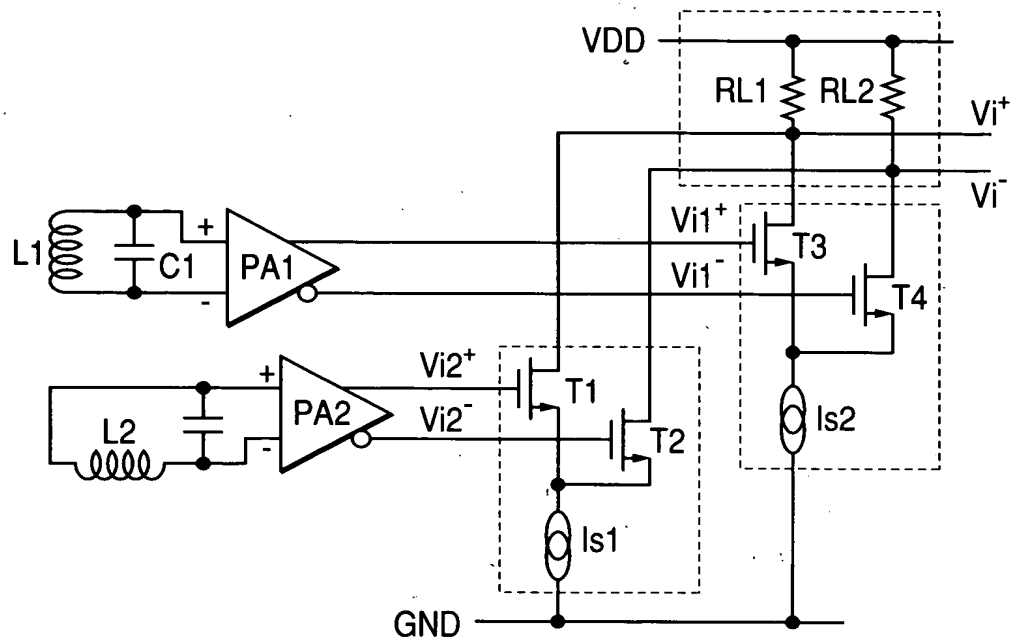 VDD
RL1
RL2
Vi+
Vi-
L1
C1
+
-
PA1
Vi1+
Vi1-
T3
T4
L2
+
-
PA2
Vi2+
Vi2-
T1
T2
Is2
Is1
GND